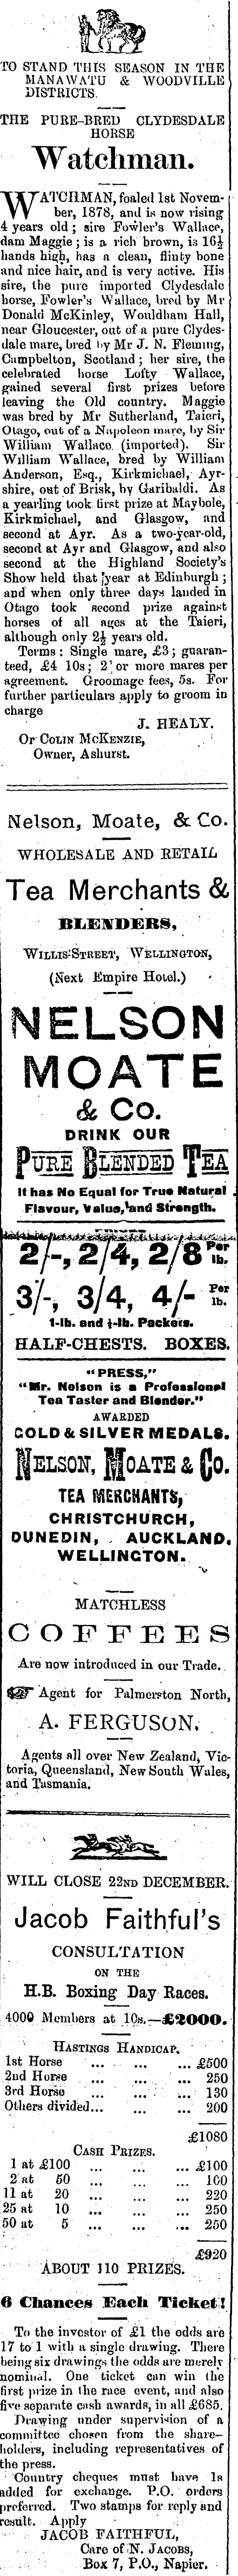 TO STAND THIS SEASON IN THE
MANAWATU & WOODVILLE
DISTRICTS.
THE PURE-BRED CLYDESDALE
HORSE
Watchman.
WATCHMAN, foaled 1st Novem-
ber, 1878, and is now rising
4 years old ; sire Fowler's Wallace,
dam Maggie ; is a rich brown, is 16½
hands high, has a clean, flinty bone
and nice hair, and is very active. His
sire, the pure imported Clydesdale
horse, Fowler's Wallace, bred by Mr
Donald McKinley, Wouldham Hall,
near Gloucester, out of a pure Clydes-
dale mare, bred by Mr J. N. Fleming,
Campbelton, Scotland ; her sire, the
celebrated horse Lofty Wallace,
gained several first prizes before
leaving the Old country. Maggie
was bred by Mr Sutherland, Taieri,
Otago, out of a Napoleon mare, by Sir
William Wallace (imported). Sir
William Wallace, bred by William
Anderson, Esq., Kirkmichael, Ayr-
shire, out of Brisk, by Garibaldi. As
a yearling took first prize at Maybole,
Kirkmichael, and Glasgow, and
second at Ayr. As a two-year-old,
second at Ayr and Glasgow, and also
second at the Highland Society's
Show held that year at Edinburgh ;
and when only three days landed in
Otago took second prize against
horses of all ages at the Taieri,
although only 2½ years old.
Terms : Single mare, £3 ; guaran-
teed, £4 10s ; 2 or more mares per
agreement. Groomage fees, 5s. For
further particulars apply to groom in
charge
J. HEALY.
Or COLIN MCKENZIE,
Owner, Ashurst.
Nelson, Moate, & Co.
WHOLESALE AND RETAIL
Tea Merchants &
BLENDERS,
WILLIS-STREET, WELLINGTON,
(Next Empire Hotel.)
NELSON
MOATE
& Co.
DRINK OUR
PURE BLENDED TEA
It has No Equal for True Natural
Flavour, Value, and Strength.
2/-, 2/4, 2/8 Per lb.
3/-, 3/4, 4/- Per lb.
1-lb. and ½-lb. Packets.
HALF-CHESTS. BOXES.
"PRESS,"
"Mr. Nelson is a Professional
Tea Taster and Blender."
AWARDED
GOLD & SILVER MEDALS.
NELSON, MOATE & Co.
TEA MERCHANTS,
CHRISTCHURCH,
DUNEDIN, AUCKLAND,
WELLINGTON.
MATCHLESS
COFFEES
Are now introduced in our Trade.
Agent for Palmerston North,
A. FERGUSON.
Agents all over New Zealand, Vic-
toria, Queensland, New South Wales,
and Tasmania.
WILL CLOSE 22ND DECEMBER.
Jacob Faithful's
CONSULTATION
ON THE
H.B. Boxing Day Races.
4000 Members at 10s.—£2000.
HASTINGS HANDICAP.
1st Horse ... ... ... £500
2nd Horse ... ... ... 250
3rd Horse ... ... ... 130
Others divided... ... ... 200
£1080
CASH PRIZES.
1 at £100 ... ... ... £100
2 at 50 ... ... ... 100
11 at 20 ... ... ... 220
25 at 10 ... ... ... 250
50 at 5 ... ... ... 250
£920
ABOUT 110 PRIZES.
6 Chances Each Ticket!
To the investor of £1 the odds are
17 to 1 with a single drawing. There
being six drawings the odds are merely
nominal. One ticket can win the
first prize in the race event, and also
five separate cash awards, in all £685.
Drawing under supervision of a
committee chosen from the share-
holders, including representatives of
the press.
Country cheques must have 1s
added for exchange. P.O. orders
preferred. Two stamps for reply and
result. Apply
JACOB FAITHFUL,
Care of N. JACOBS,
Box 7, P.O., Napier.